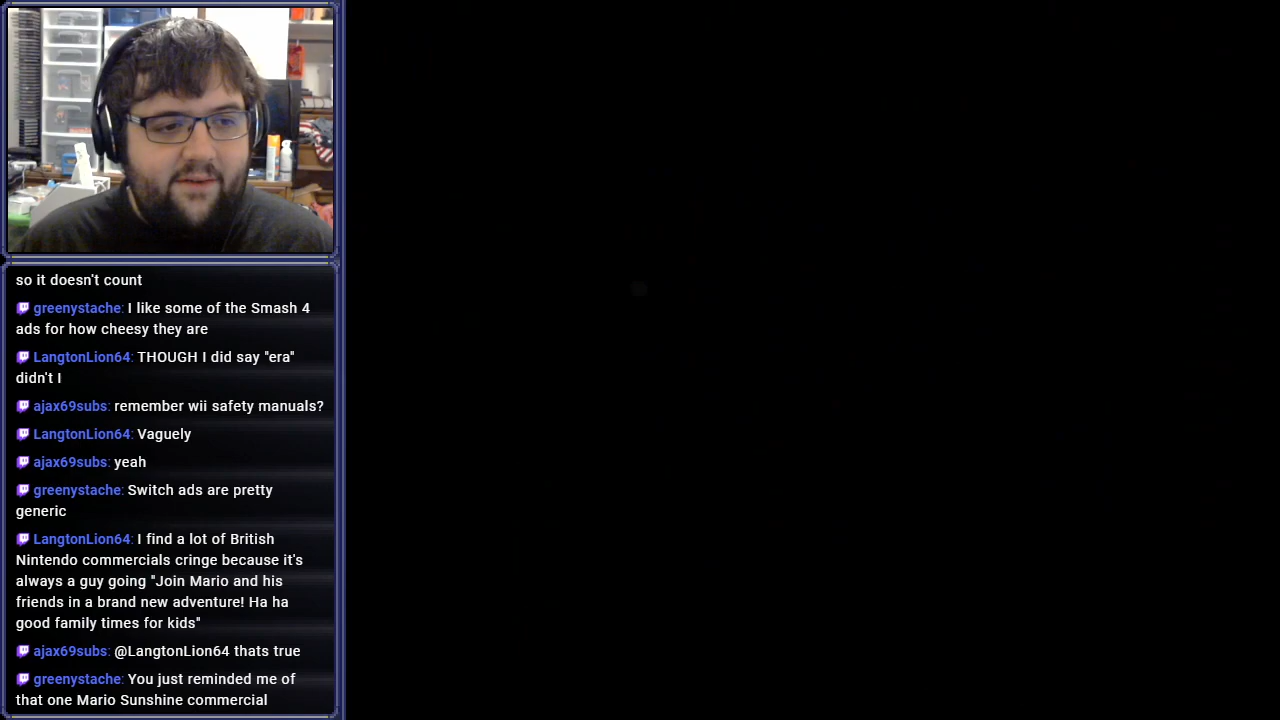 so it doesn't count
greenystache: I like some of the Smash 4
ads for how cheesy they are
LangtonLion64: THOUGH I did say "era"
didn't I
ajax69subs: remember wii safety manuals?
LangtonLion64: Vaguely
ajax69subs: yeah
greenystache: Switch ads are pretty
generic
LangtonLion64: I find a lot of British
Nintendo commercials cringe because it's
always a guy going "Join Mario and his
friends in a brand new adventure! Ha ha
good family times for kids"
ajax69subs: @LangtonLion64 thats true
greenystache: You just reminded me of
that one Mario Sunshine commercial